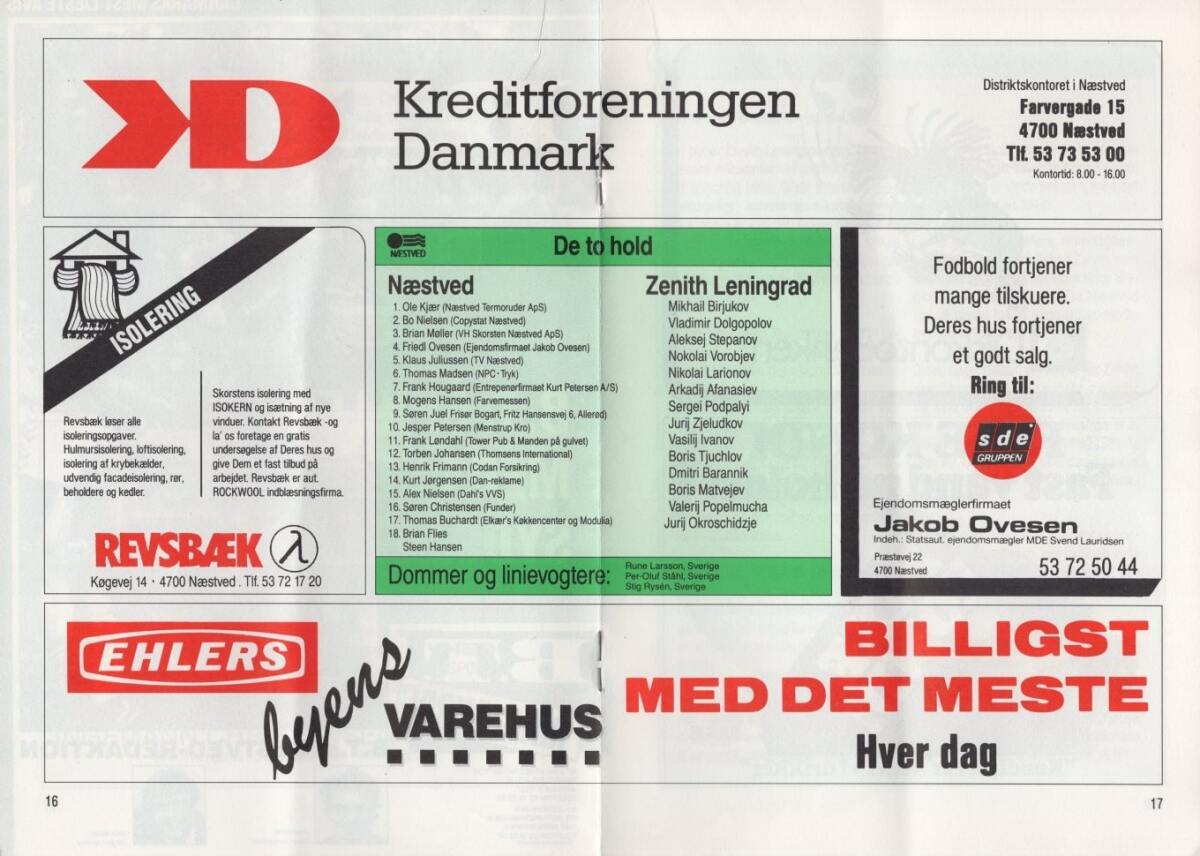 KD
Kreditforeningen
Danmark
Distriktskontoret i Næstved
Farvergade 15
4700 Næstved
Tlf. 53 73 53 00
Kontortid: 8.00 - 16.00
ISOLERING
Revsbæk løser alle
isoleringsopgaver.
Hulmursisolering, loftisolering,
isolering af krybekælder,
udvendig facadeisolering, rør,
beholdere og kedler.
Skorstens isolering med
ISOKERN og isætning af nye
vinduer. Kontakt Revsbæk -og
la' os foretage en gratis
undersøgelse af Deres hus og
give Dem et fast tilbud på
arbejdet. Revsbæk er aut.
ROCKWOOL indblæsningsfirma.
REVSBÆK λ
Køgevej 14 · 4700 Næstved . Tlf. 53 72 17 20
NÆSTVED
De to hold
Næstved
1. Ole Kjær (Næstved Termoruder ApS)
2. Bo Nielsen (Copystat Næstved)
3. Brian Møller (VH Skorsten Næstved ApS)
4. Friedl Ovesen (Ejendomsfirmaet Jakob Ovesen)
5. Klaus Juliussen (TV Næstved)
6. Thomas Madsen (NPC-Tryk)
7. Frank Hougaard (Entrepenørfirmaet Kurt Petersen A/S)
8. Mogens Hansen (Farvemessen)
9. Søren Juel Frisør Bogart, Fritz Hansensvej 6, Allerød)
10. Jesper Petersen (Menstrup Kro)
11. Frank Løndahl (Tower Pub & Manden på gulvet)
12. Torben Johansen (Thomsens International)
13. Henrik Frimann (Codan Forsikring)
14. Kurt Jørgensen (Dan-reklame)
15. Alex Nielsen (Dahl's VVS)
16. Søren Christensen (Funder)
17. Thomas Buchardt (Elkær's Køkkencenter og Modulia)
18. Brian Flies
Steen Hansen
Zenith Leningrad
Mikhail Birjukov
Vladimir Dolgopolov
Aleksej Stepanov
Nokolai Vorobjev
Nikolai Larionov
Arkadij Afanasiev
Sergei Podpalyi
Jurij Zjeludkov
Vasilij Ivanov
Boris Tjuchlov
Dmitri Barannik
Boris Matvejev
Valerij Popelmucha
Jurij Okroschidzje
Dommer og linievogtere:
Rune Larsson, Sverige
Per-Oluf Ståhl, Sverige
Stig Rysén, Sverige
Fodbold fortjener
mange tilskuere.
Deres hus fortjener
et godt salg.
Ring til:
sde
GRUPPEN
Ejendomsmæglerfirmaet
Jakob Ovesen
Indeh.: Statsaut. ejendomsmægler MDE Svend Lauridsen
Præstøvej 22
4700 Næstved
53 72 50 44
EHLERS
byens
VAREHUS
BILLIGST
MED DET MESTE
Hver dag
16
17